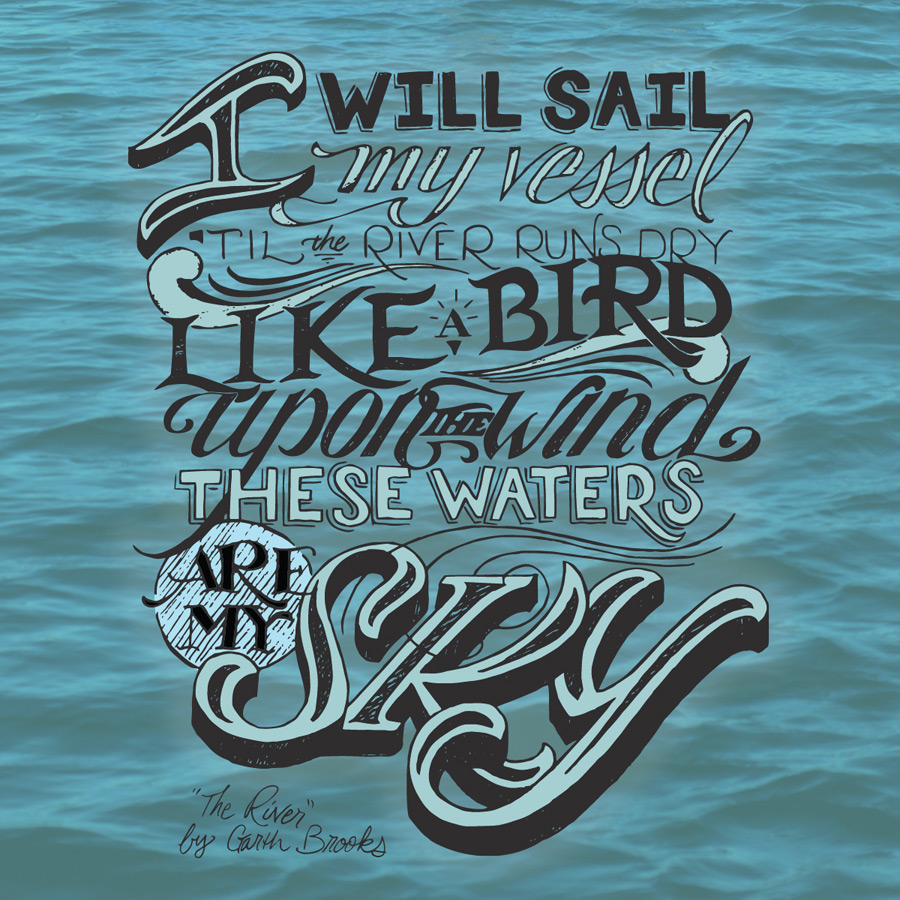 I WILL SAIL
my vessel
'TIL the RIVER RUNS DRY
LIKE A BIRD
upon THE wind
THESE WATERS
ARE
MY
SKY
"The River"
by Garth Brooks